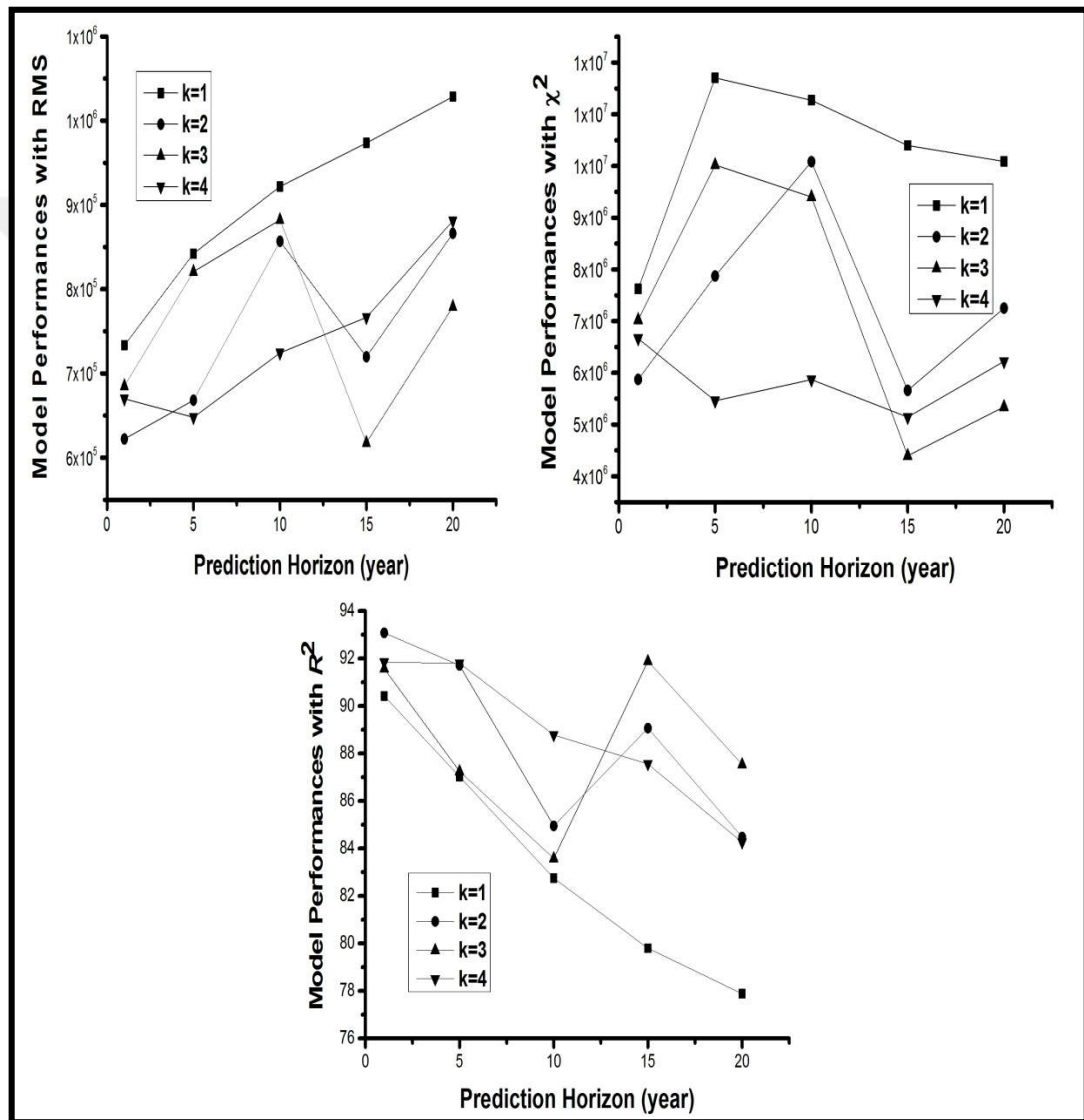 Model Performances with RMS
1x10⁶
1x10⁶
9x10⁵
8x10⁵
7x10⁵
6x10⁵
k=1
k=2
k=3
k=4
0 5 10 15 20
Prediction Horizon (year)
Model Performances with χ²
1x10⁷
1x10⁷
1x10⁷
9x10⁶
8x10⁶
7x10⁶
6x10⁶
5x10⁶
4x10⁶
k=1
k=2
k=3
k=4
0 5 10 15 20
Prediction Horizon (year)
Model Performances with R²
94
92
90
88
86
84
82
80
78
76
k=1
k=2
k=3
k=4
0 5 10 15 20
Prediction Horizon (year)